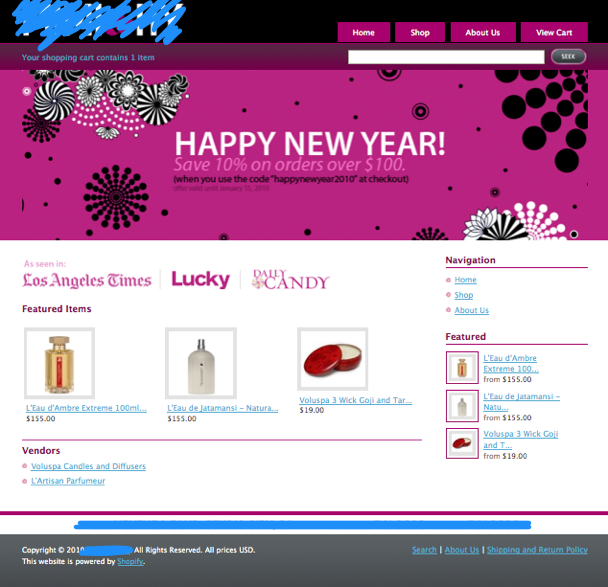 Home
Shop
About Us
View Cart
Your shopping cart contains 1 item
SEEK
HAPPY NEW YEAR!
Save 10% on orders over $100.
(when you use the code "happynewyear2010" at checkout)
offer valid until January 15, 2010
As seen in:
Los Angeles Times
Lucky
DAILY
CANDY
Featured Items
L'Eau d'Ambre Extreme 100ml...
$155.00
L'Eau de Jatamansi – Natura...
$155.00
Voluspa 3 Wick Goji and Tar...
$19.00
Vendors
Voluspa Candles and Diffusers
L'Artisan Parfumeur
Navigation
Home
Shop
About Us
Featured
L'Eau d'Ambre
Extreme 100...
from $155.00
L'Eau de Jatamansi –
Natu...
from $155.00
Voluspa 3 Wick Goji
and T...
from $19.00
Copyright © 2010 All Rights Reserved. All prices USD.
This website is powered by Shopify.
Search | About Us | Shipping and Return Policy